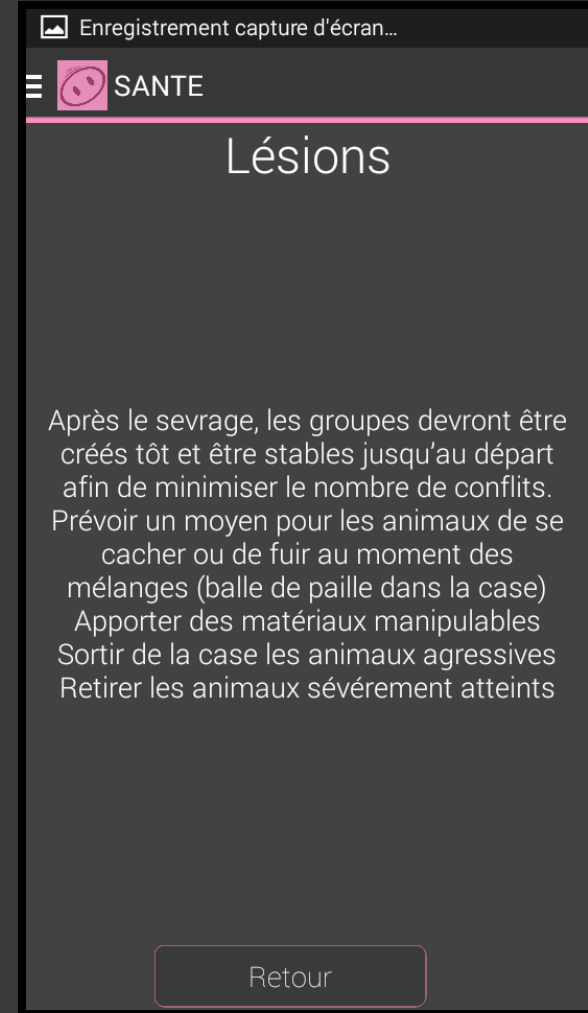 Enregistrement capture d'écran...
SANTE
Lésions
Après le sevrage, les groupes devront être
créés tôt et être stables jusqu’au départ
afin de minimiser le nombre de conflits.
Prévoir un moyen pour les animaux de se
cacher ou de fuir au moment des
mélanges (balle de paille dans la case)
Apporter des matériaux manipulables
Sortir de la case les animaux agressives
Retirer les animaux sévérement atteints
Retour